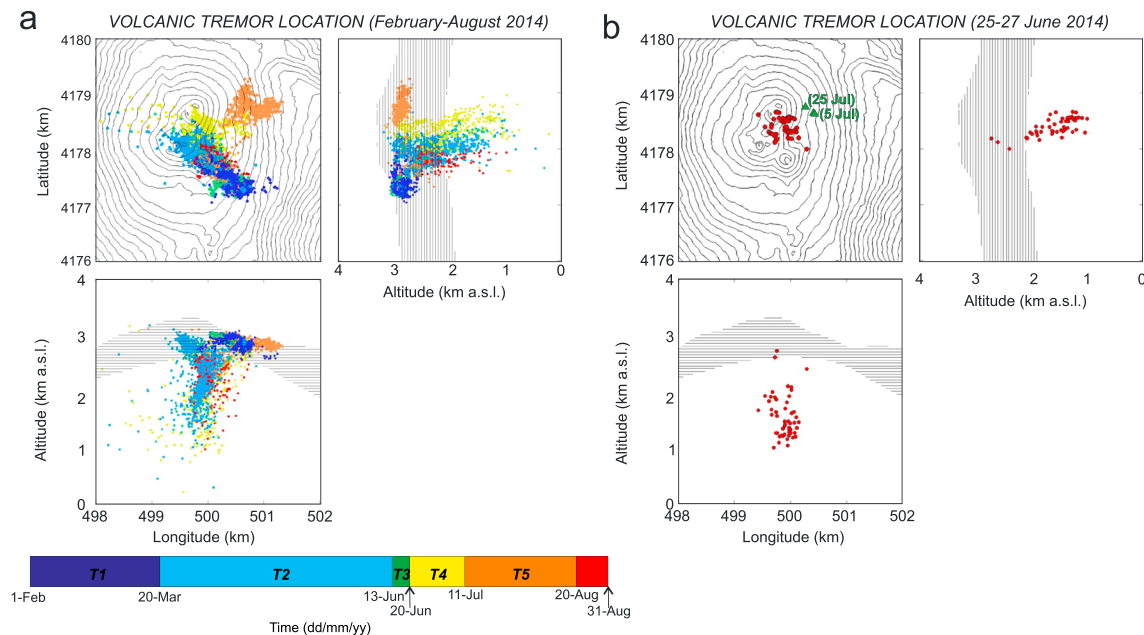 a
VOLCANIC TREMOR LOCATION (February-August 2014)
b
VOLCANIC TREMOR LOCATION (25-27 June 2014)
4180
4179
4178
4177
4176
Latitude (km)
4 3 2 1 0
Altitude (km a.s.l.)
4
3
2
1
0
Altitude (km a.s.l.)
498 499 500 501 502
Longitude (km)
4180
4179
4178
4177
4176
Latitude (km)
(25 Jul)
(5 Jul)
4 3 2 1 0
Altitude (km a.s.l.)
4
3
2
1
0
Altitude (km a.s.l.)
498 499 500 501 502
Longitude (km)
T1 T2 T3 T4 T5
1-Feb 20-Mar 13-Jun 11-Jul 20-Aug
20-Jun 31-Aug
Time (dd/mm/yy)